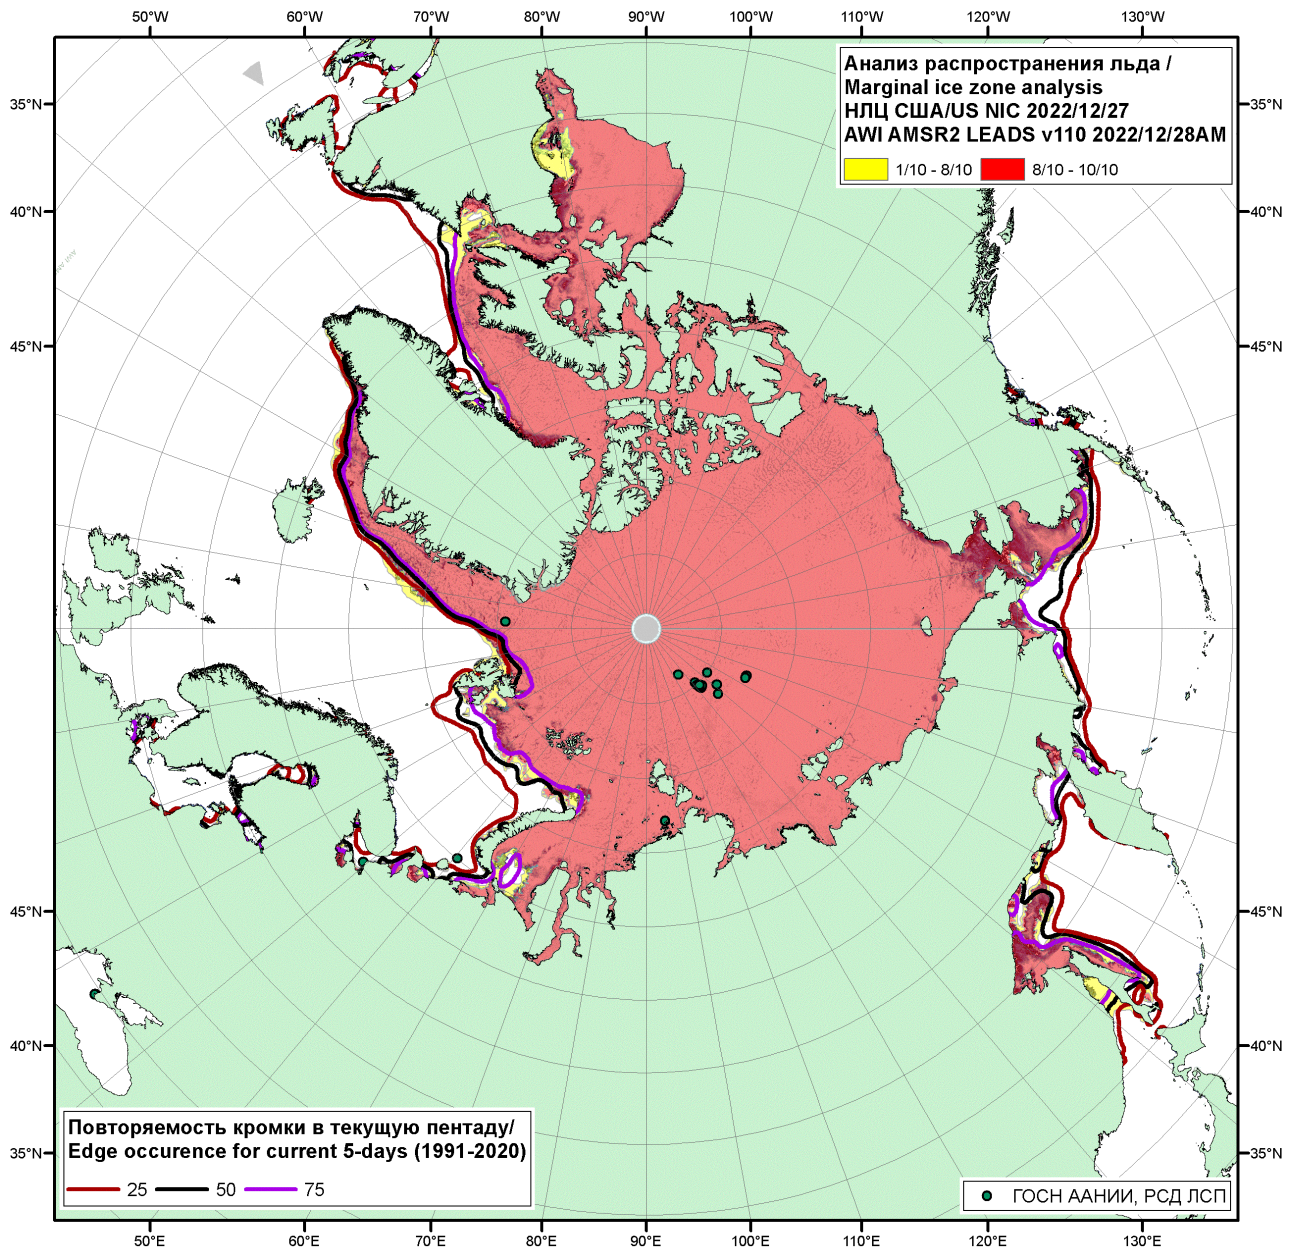 50°W 60°W 70°W 80°W 90°W 100°W 110°W 120°W 130°W
Анализ распространения льда /
Marginal ice zone analysis
НЛЦ США/US NIC 2022/12/27
AWI AMSR2 LEADS v110 2022/12/28AM
1/10 - 8/10 8/10 - 10/10
35°N 35°N
40°N 40°N
45°N 45°N
45°N 45°N
40°N 40°N
35°N 35°N
Повторяемость кромки в текущую пентаду/
Edge occurence for current 5-days (1991-2020)
25 50 75
ГОСН ААНИИ, РСД ЛСП
50°E 60°E 70°E 80°E 90°E 100°E 110°E 120°E 130°E